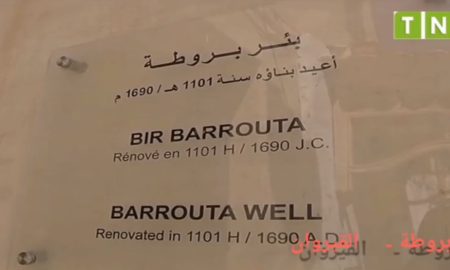 TN
بئر بروطة
أعيد بناؤه سنة 1101 هـ / 1690 م
BIR BARROUTA
Rénové en 1101 H / 1690 J.C.
BARROUTA WELL
Renovated in 1101 H / 1690 A.D.
بروطة - القيروان